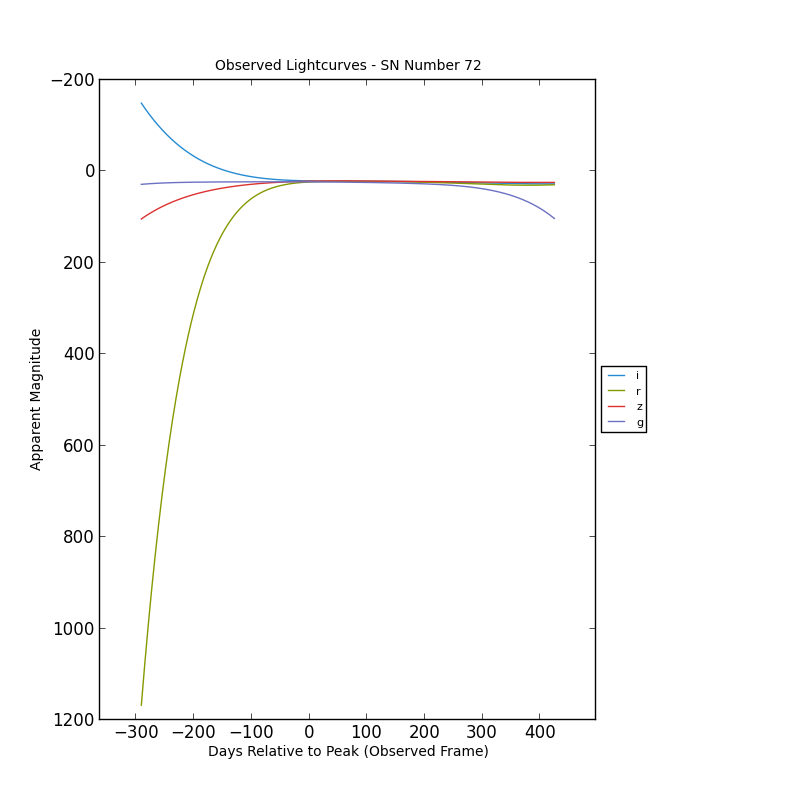 Observed Lightcurves - SN Number 72
−200
0
200
400
600
800
1000
1200
Apparent Magnitude
−300 −200 −100 0 100 200 300 400
Days Relative to Peak (Observed Frame)
i
r
z
g